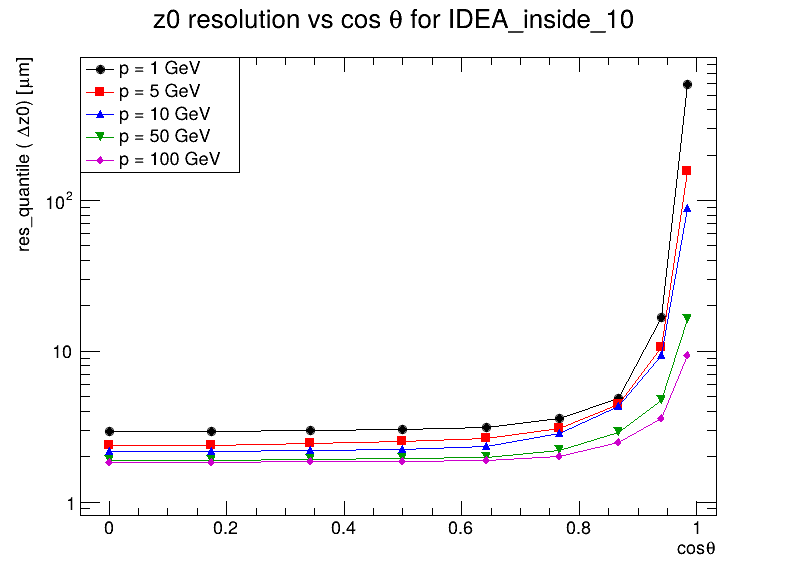 z0 resolution vs cos θ for IDEA_inside_10
res_quantile ( Δz0) [μm]
p = 1 GeV
p = 5 GeV
p = 10 GeV
p = 50 GeV
p = 100 GeV
10²
10
1
0 0.2 0.4 0.6 0.8 1
cosθ